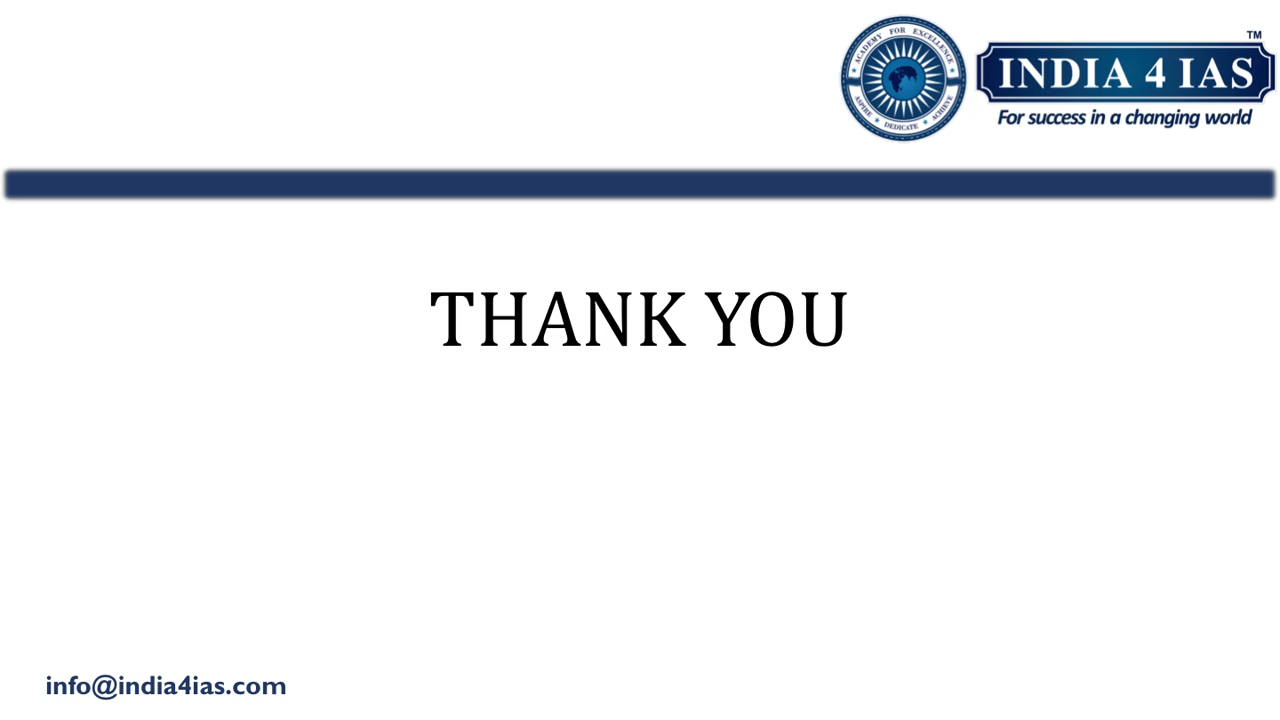 ACADEMY FOR EXCELLENCE
ASPIRE ★ DEDICATE ★ ACHIEVE
INDIA 4 IAS ™
For success in a changing world
THANK YOU
info@india4ias.com